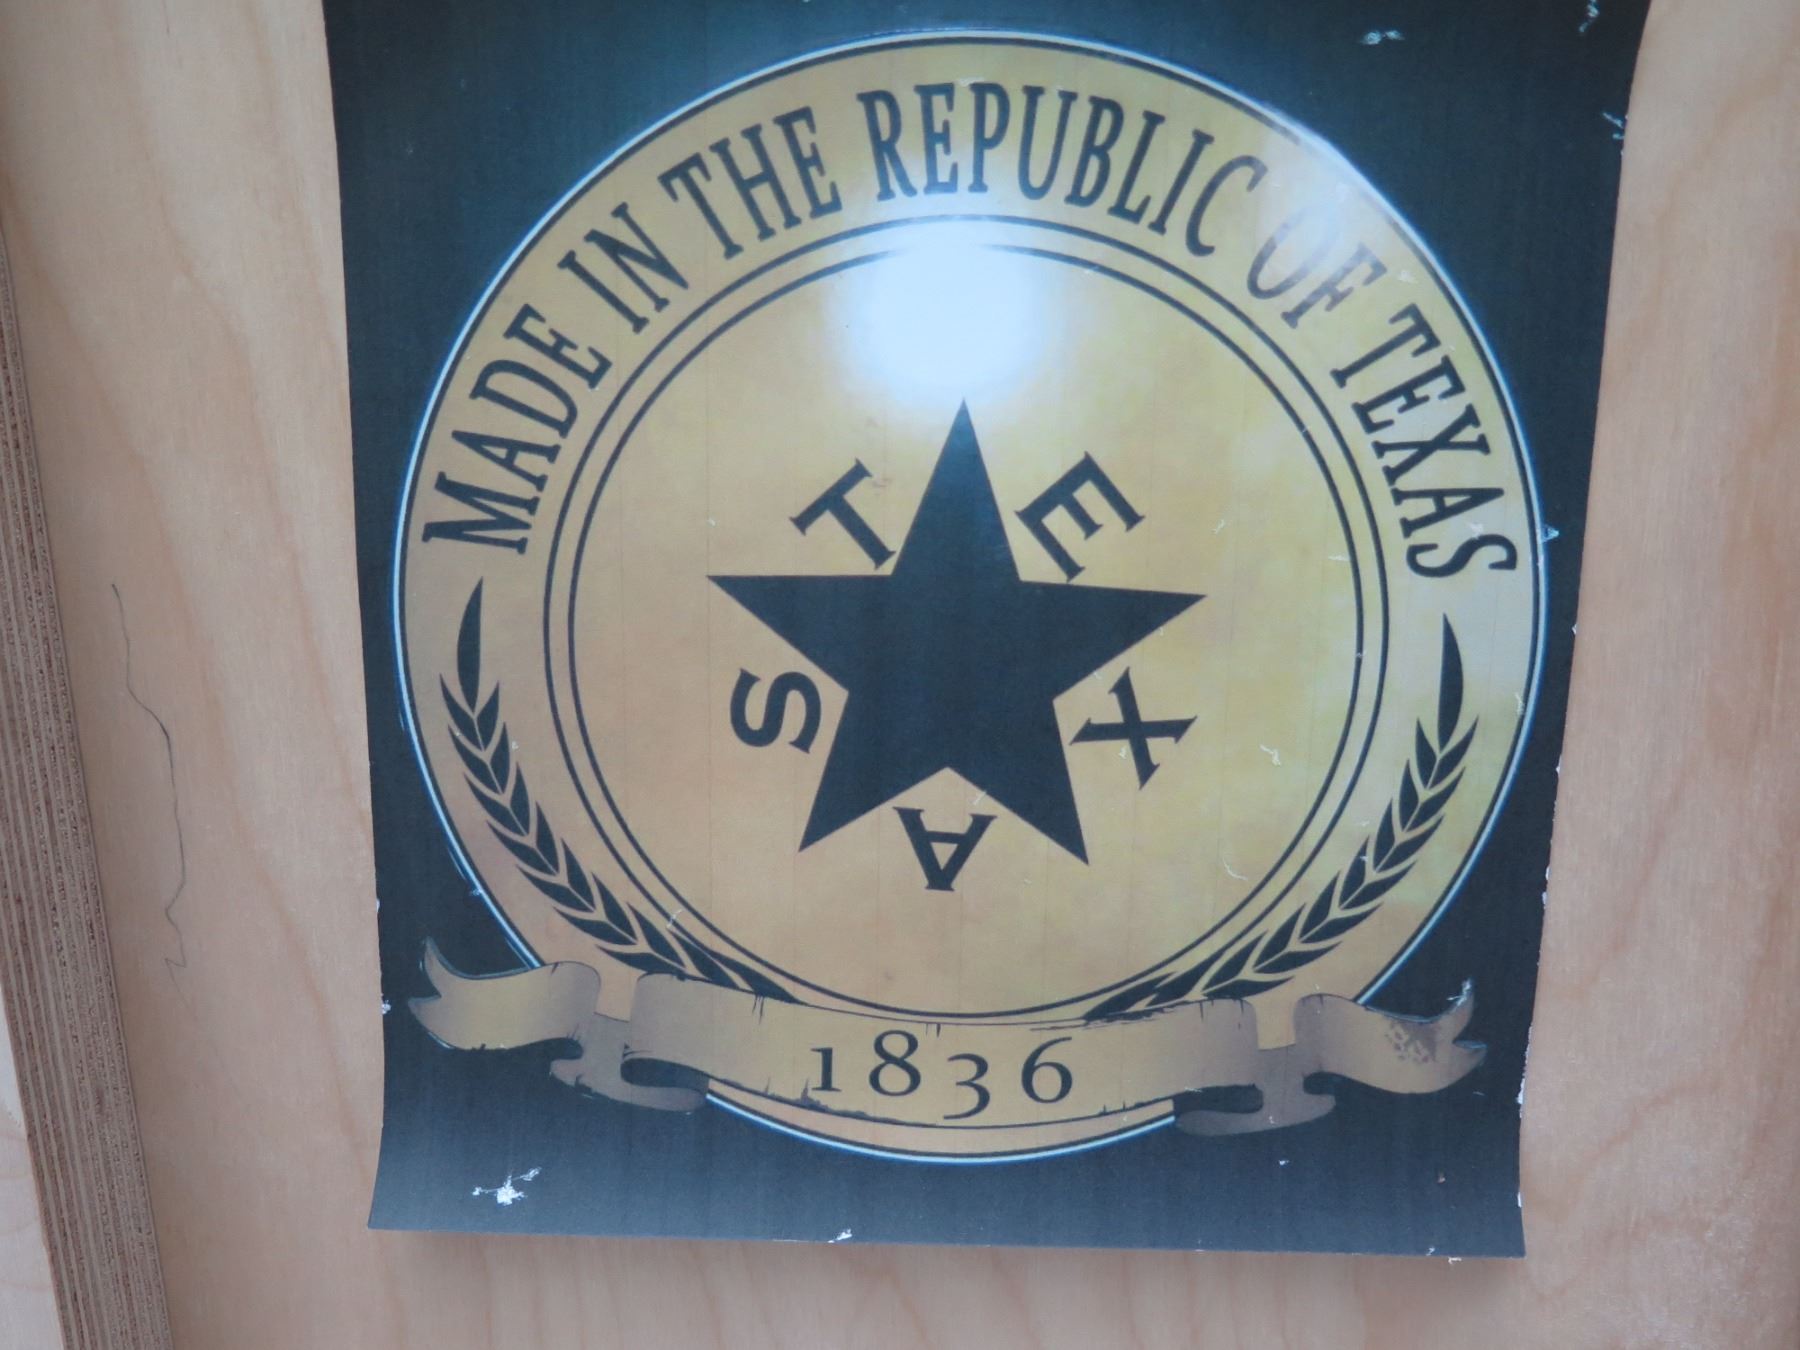 MADE IN THE REPUBLIC OF TEXAS
TEXAS
1836